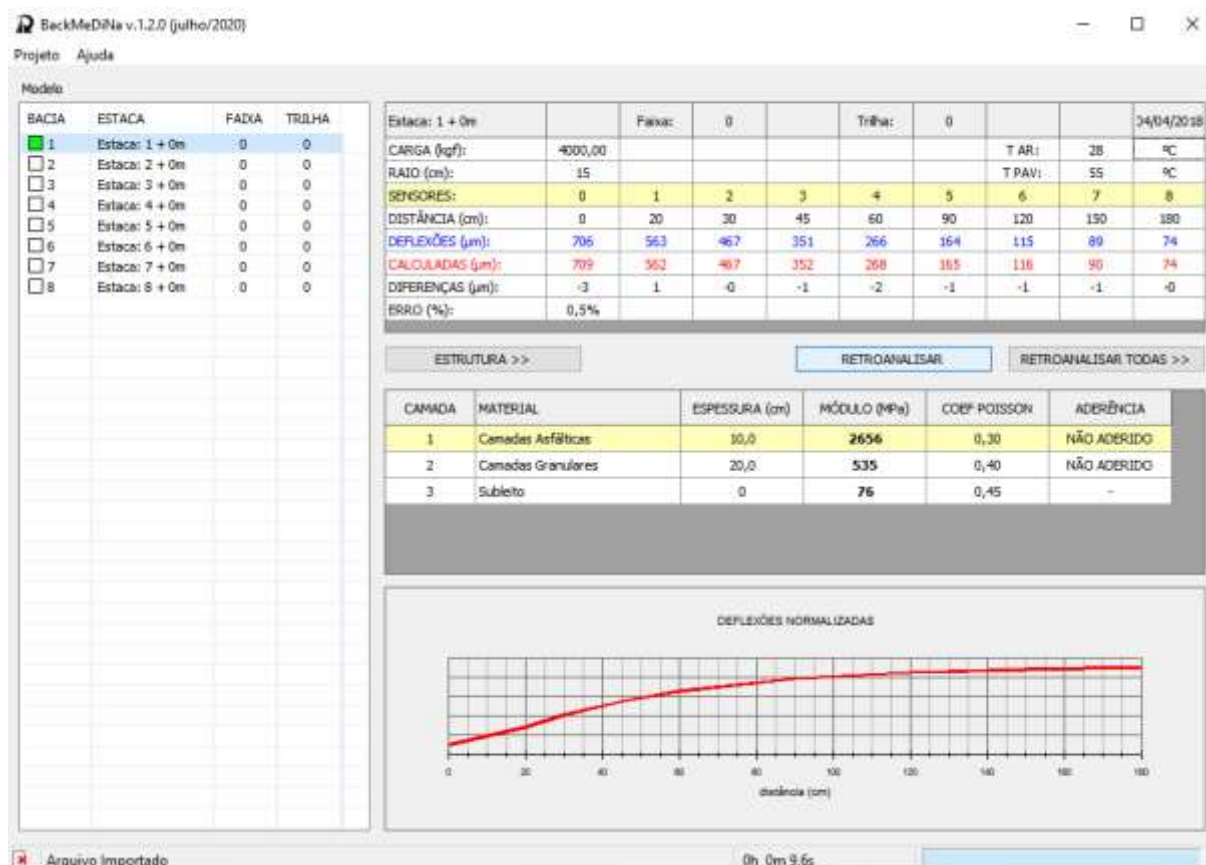 BackMeDiNa v.1.2.0 (julho/2020)
Projeto Ajuda
Modelo
BACIA ESTACA FAIXA TRILHA
1 Estaca: 1 + 0m 0 0
2 Estaca: 2 + 0m 0 0
3 Estaca: 3 + 0m 0 0
4 Estaca: 4 + 0m 0 0
5 Estaca: 5 + 0m 0 0
6 Estaca: 6 + 0m 0 0
7 Estaca: 7 + 0m 0 0
8 Estaca: 8 + 0m 0 0
Estaca: 1 + 0m Faixa: 0 Trilha: 0 04/04/2018
CARGA (kgf): 4000,00 T AR: 28 ºC
RAIO (cm): 15 T PAV: 55 ºC
SENSORES: 0 1 2 3 4 5 6 7 8
DISTÂNCIA (cm): 0 20 30 45 60 90 120 150 180
DEFLEXÕES (µm): 706 563 467 351 266 164 115 89 74
CALCULADAS (µm): 709 562 467 352 268 165 116 90 74
DIFERENÇAS (µm): -3 1 -0 -1 -2 -1 -1 -1 -0
ERRO (%): 0,5%
ESTRUTURA >> RETROANALISAR RETROANALISAR TODAS >>
CAMADA MATERIAL ESPESSURA (cm) MÓDULO (MPa) COEF POISSON ADERÊNCIA
1 Camadas Asfálticas 10,0 2656 0,30 NÃO ADERIDO
2 Camadas Granulares 20,0 535 0,40 NÃO ADERIDO
3 Subleito 0 76 0,45 -
DEFLEXÕES NORMALIZADAS
0 20 40 60 80 100 120 140 160 180
distância (cm)
Arquivo Importado 0h 0m 9.6s